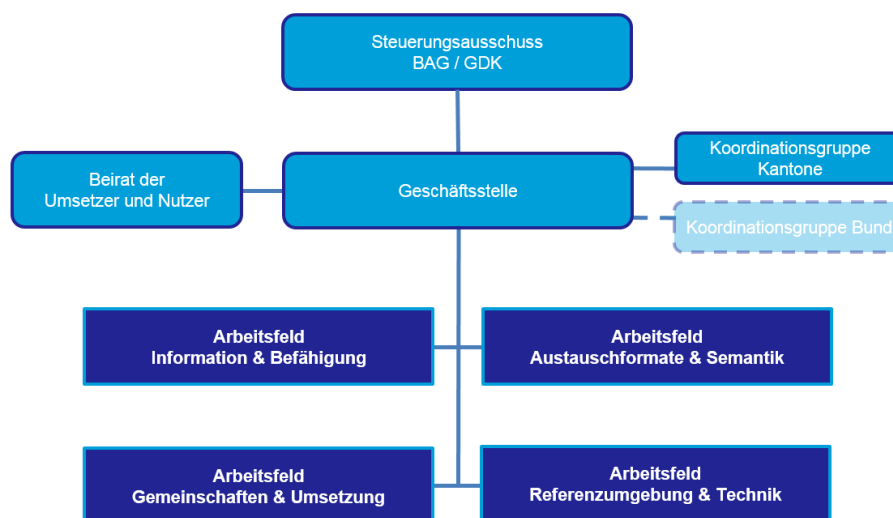 Steuerungsausschuss
BAG / GDK
Beirat der
Umsetzer und Nutzer
Geschäftsstelle
Koordinationsgruppe
Kantone
Koordinationsgruppe Bund
Arbeitsfeld
Information & Befähigung
Arbeitsfeld
Austauschformate & Semantik
Arbeitsfeld
Gemeinschaften & Umsetzung
Arbeitsfeld
Referenzumgebung & Technik